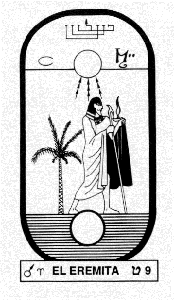 ♂ ♈ EL EREMITA ט 9